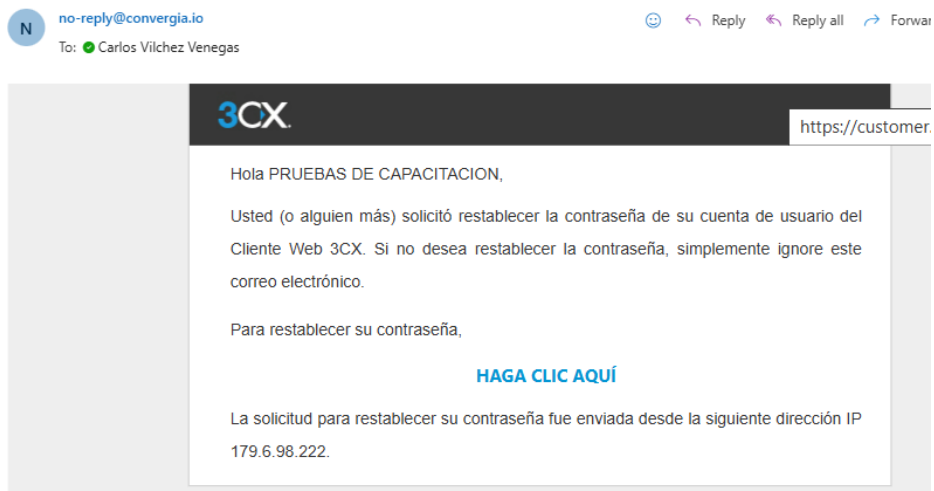 N
no-reply@convergia.io
To: Carlos Vilchez Venegas
Reply
Reply all
3CX.
https://customer.
Hola PRUEBAS DE CAPACITACION,
Usted (o alguien más) solicitó restablecer la contraseña de su cuenta de usuario del
Cliente Web 3CX. Si no desea restablecer la contraseña, simplemente ignore este
correo electrónico.
Para restablecer su contraseña,
HAGA CLIC AQUÍ
La solicitud para restablecer su contraseña fue enviada desde la siguiente dirección IP
179.6.98.222.